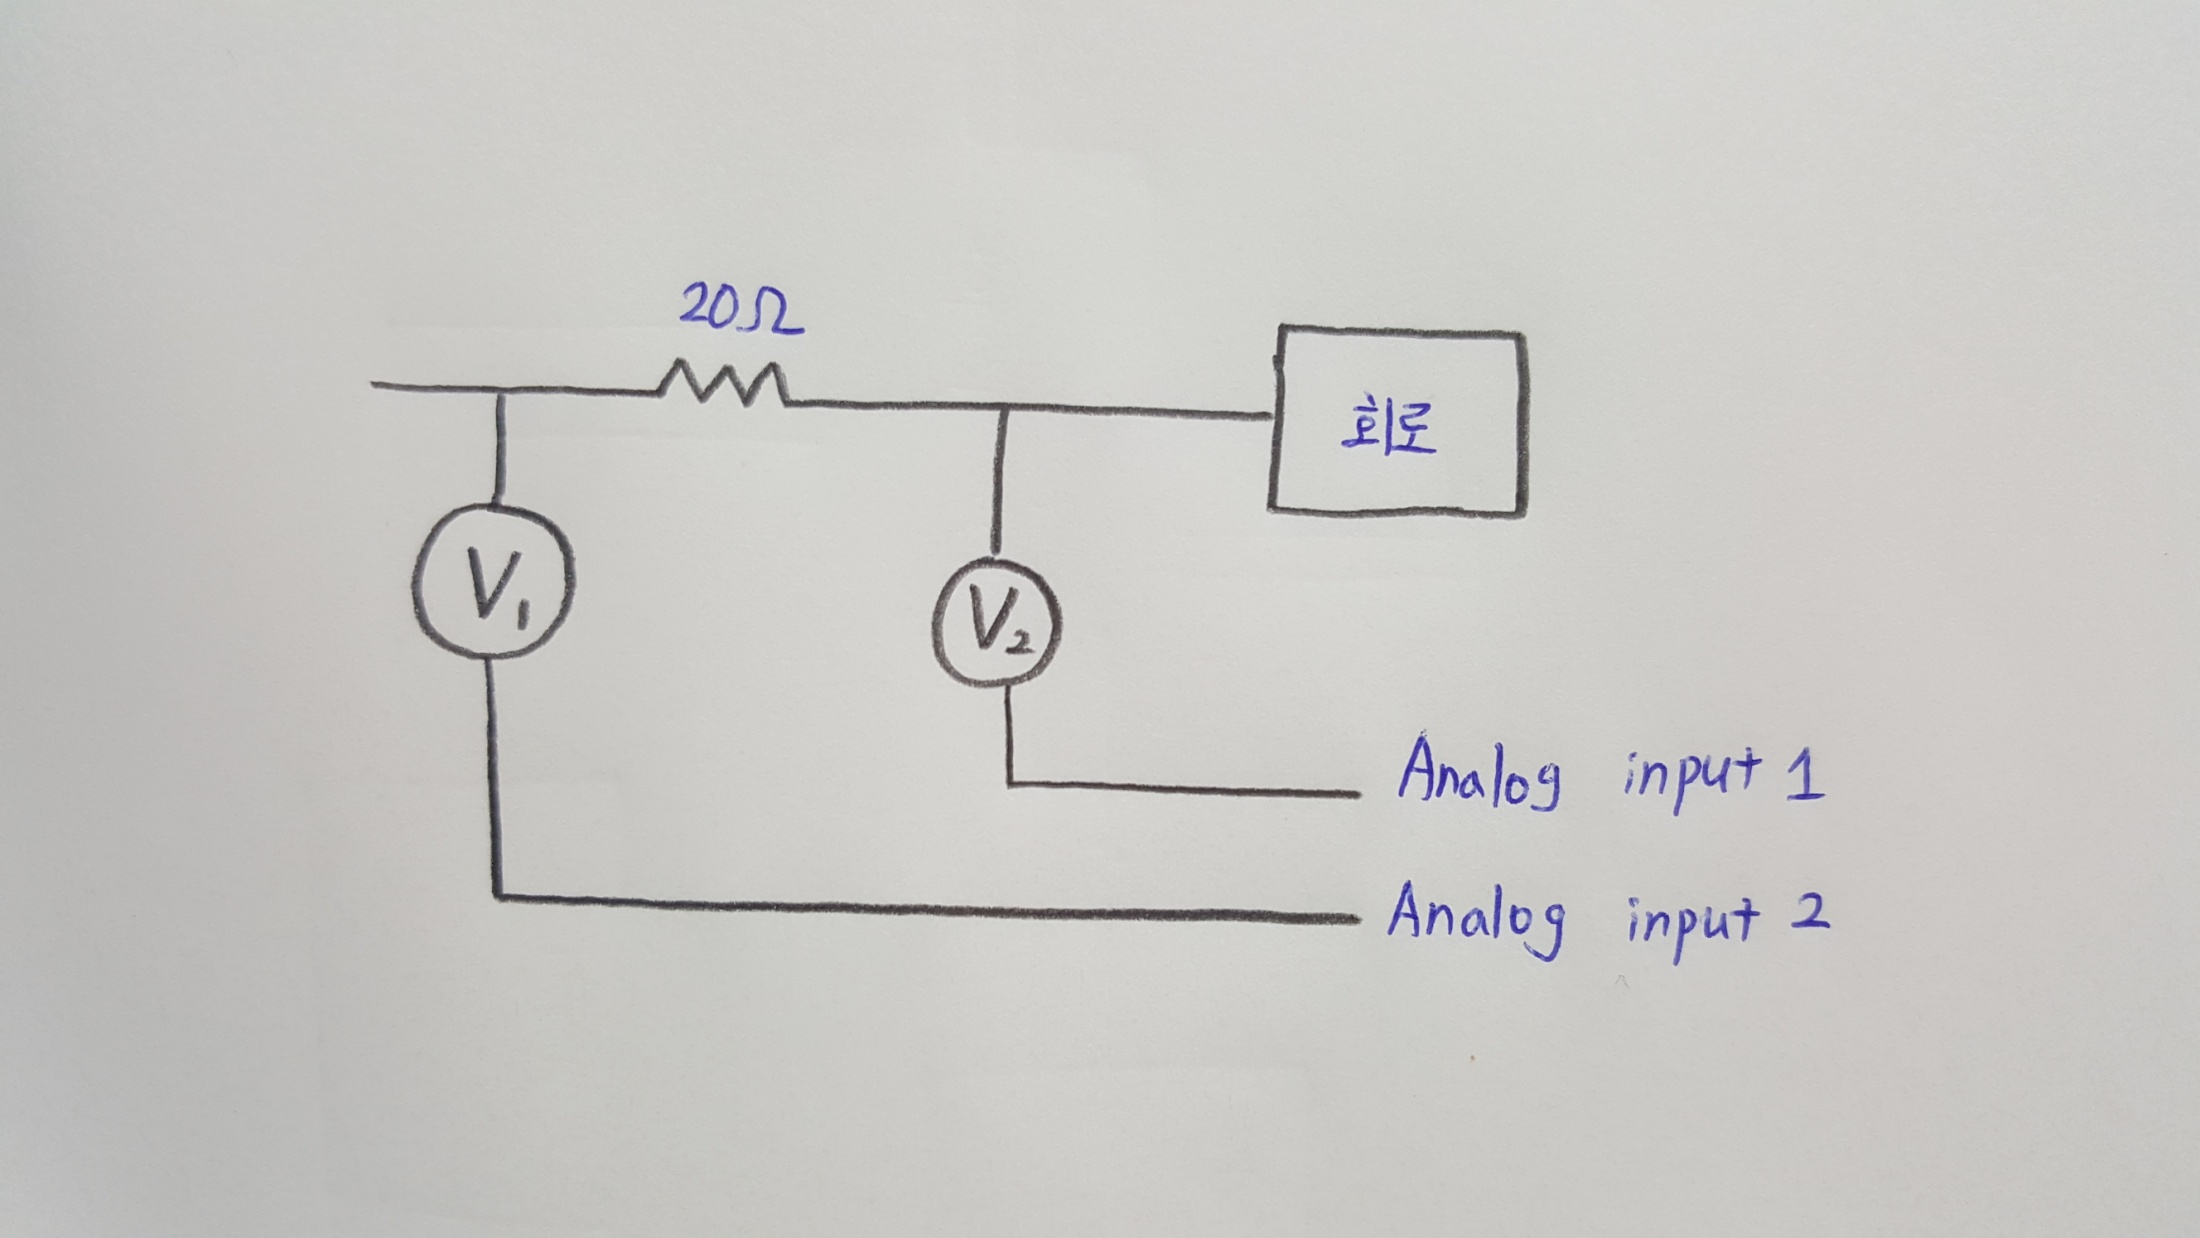 20Ω
회로
V₁
V₂
Analog input 1
Analog input 2